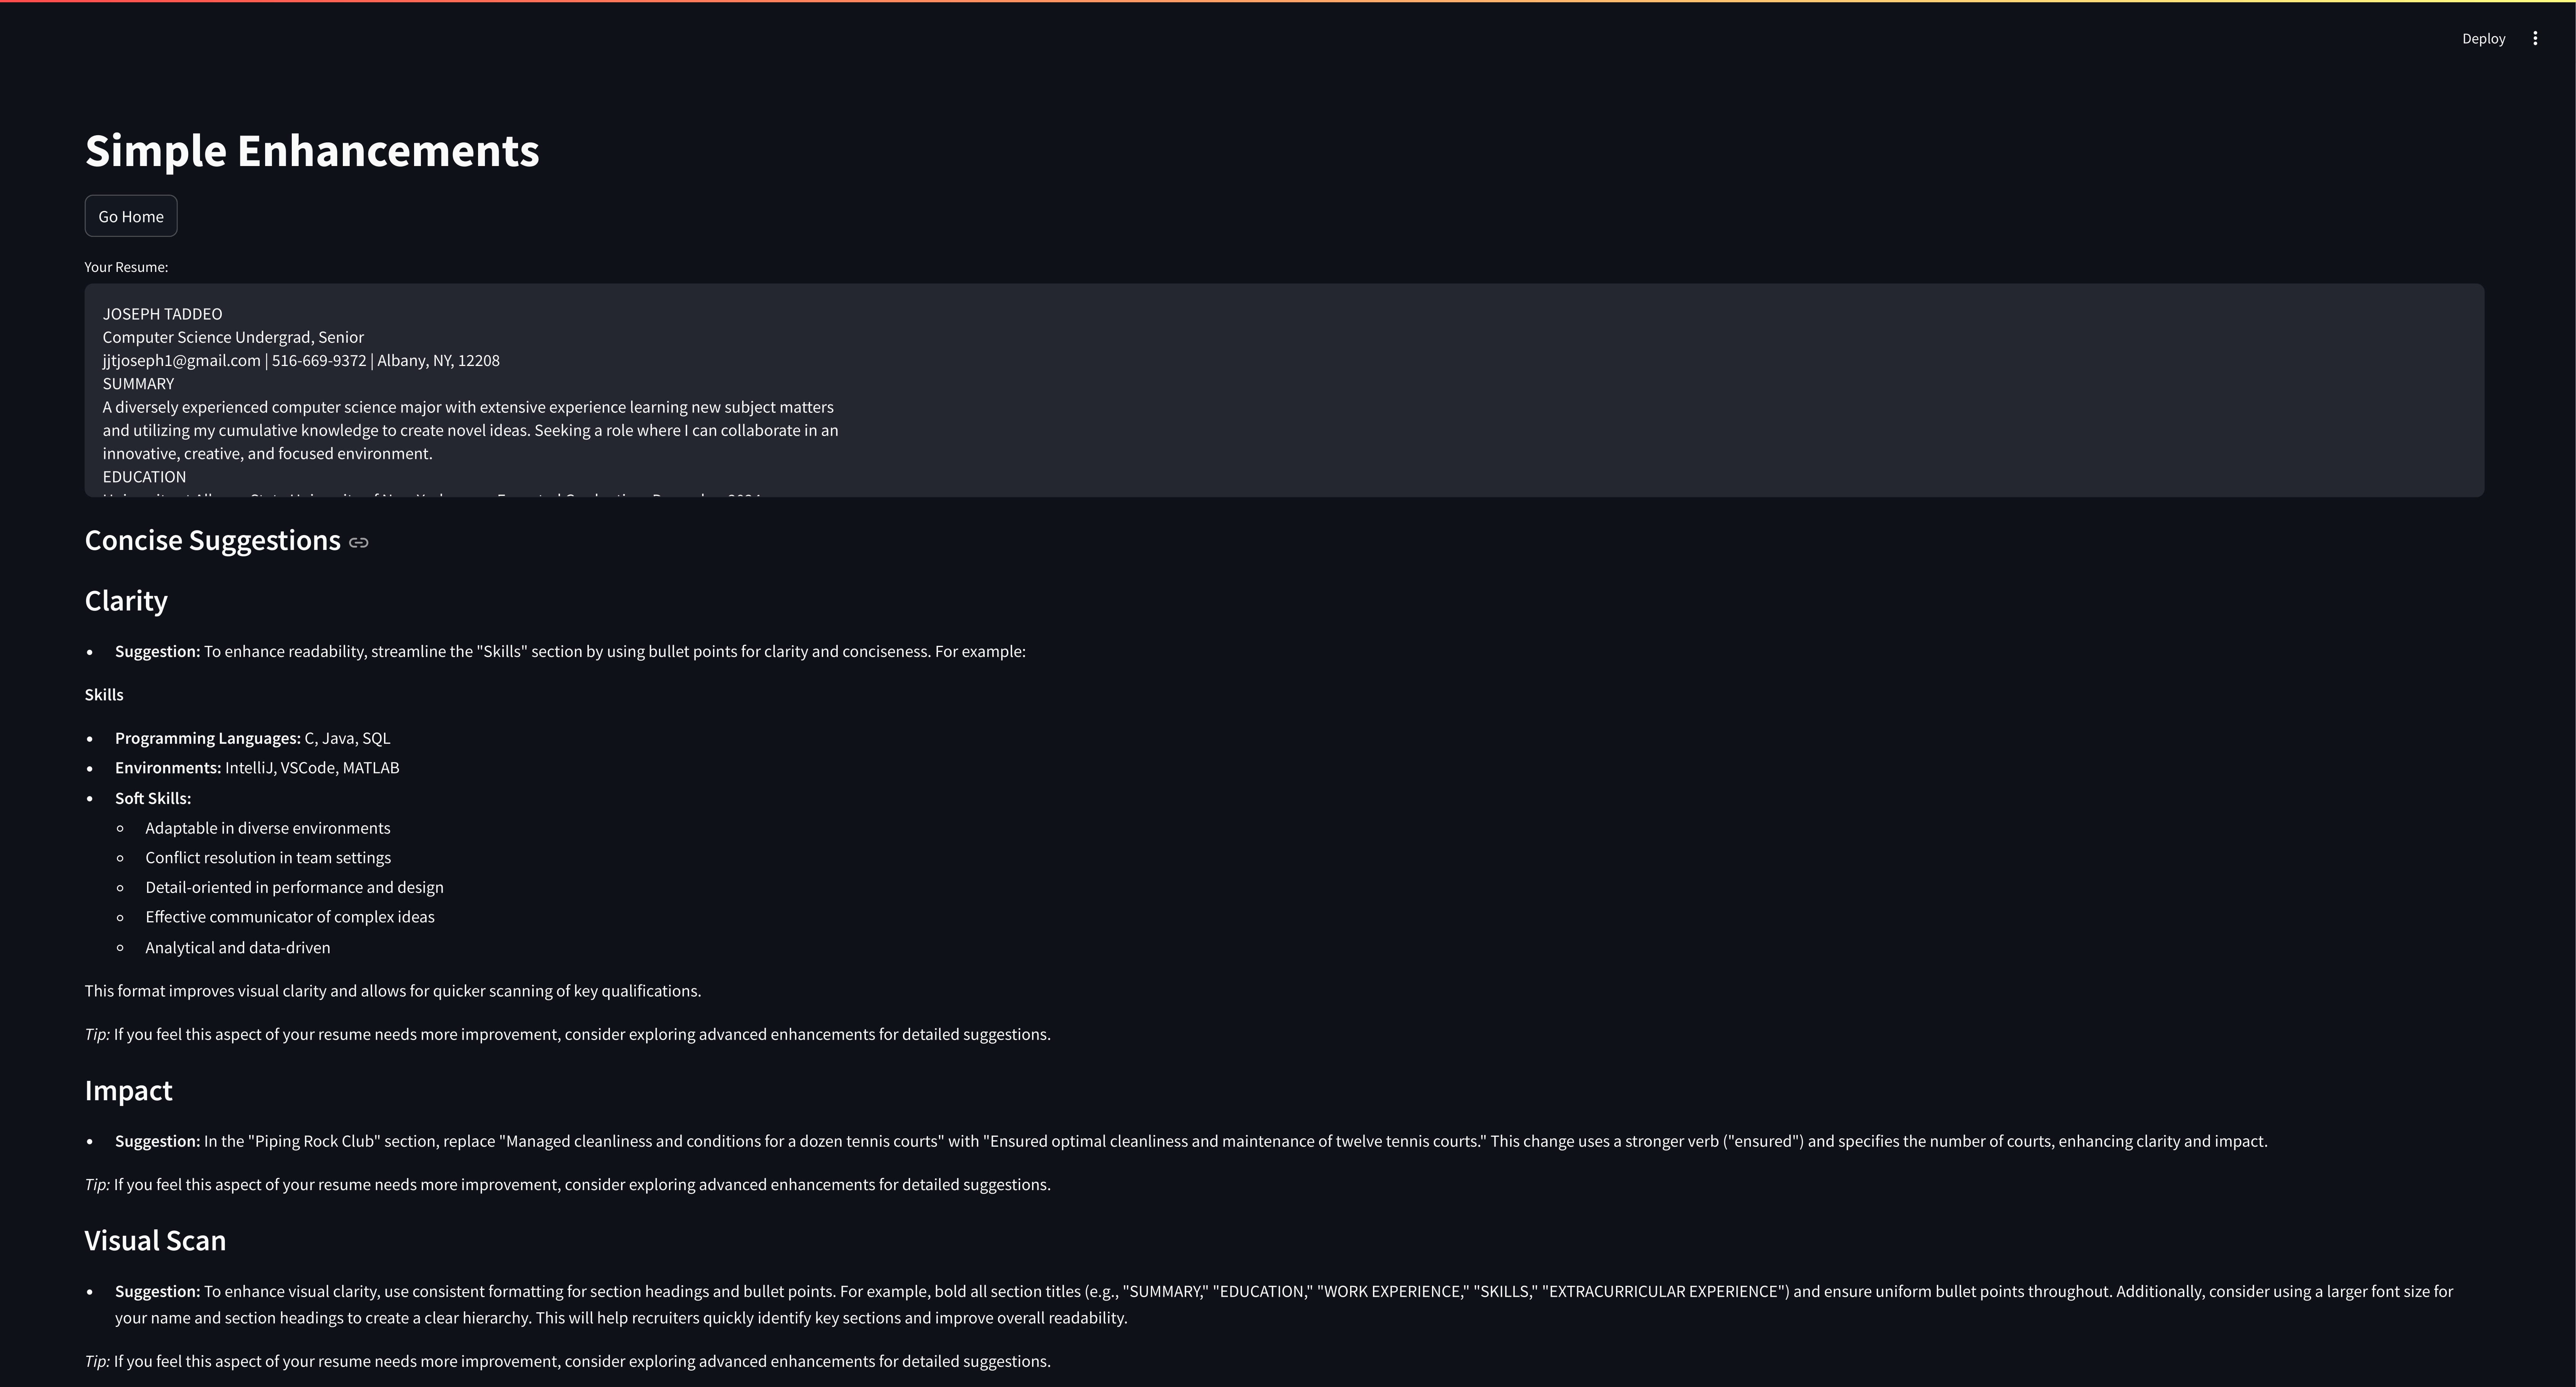 Deploy
Simple Enhancements
Go Home
Your Resume:
JOSEPH TADDEO
Computer Science Undergrad, Senior
jjtjoseph1@gmail.com | 516-669-9372 | Albany, NY, 12208
SUMMARY
A diversely experienced computer science major with extensive experience learning new subject matters
and utilizing my cumulative knowledge to create novel ideas. Seeking a role where I can collaborate in an
innovative, creative, and focused environment.
EDUCATION
Concise Suggestions
Clarity
• Suggestion: To enhance readability, streamline the "Skills" section by using bullet points for clarity and conciseness. For example:
Skills
• Programming Languages: C, Java, SQL
• Environments: IntelliJ, VSCode, MATLAB
• Soft Skills:
◦ Adaptable in diverse environments
◦ Conflict resolution in team settings
◦ Detail-oriented in performance and design
◦ Effective communicator of complex ideas
◦ Analytical and data-driven
This format improves visual clarity and allows for quicker scanning of key qualifications.
Tip: If you feel this aspect of your resume needs more improvement, consider exploring advanced enhancements for detailed suggestions.
Impact
• Suggestion: In the "Piping Rock Club" section, replace "Managed cleanliness and conditions for a dozen tennis courts" with "Ensured optimal cleanliness and maintenance of twelve tennis courts." This change uses a stronger verb ("ensured") and specifies the number of courts, enhancing clarity and impact.
Tip: If you feel this aspect of your resume needs more improvement, consider exploring advanced enhancements for detailed suggestions.
Visual Scan
• Suggestion: To enhance visual clarity, use consistent formatting for section headings and bullet points. For example, bold all section titles (e.g., "SUMMARY," "EDUCATION," "WORK EXPERIENCE," "SKILLS," "EXTRACURRICULAR EXPERIENCE") and ensure uniform bullet points throughout. Additionally, consider using a larger font size for
your name and section headings to create a clear hierarchy. This will help recruiters quickly identify key sections and improve overall readability.
Tip: If you feel this aspect of your resume needs more improvement, consider exploring advanced enhancements for detailed suggestions.